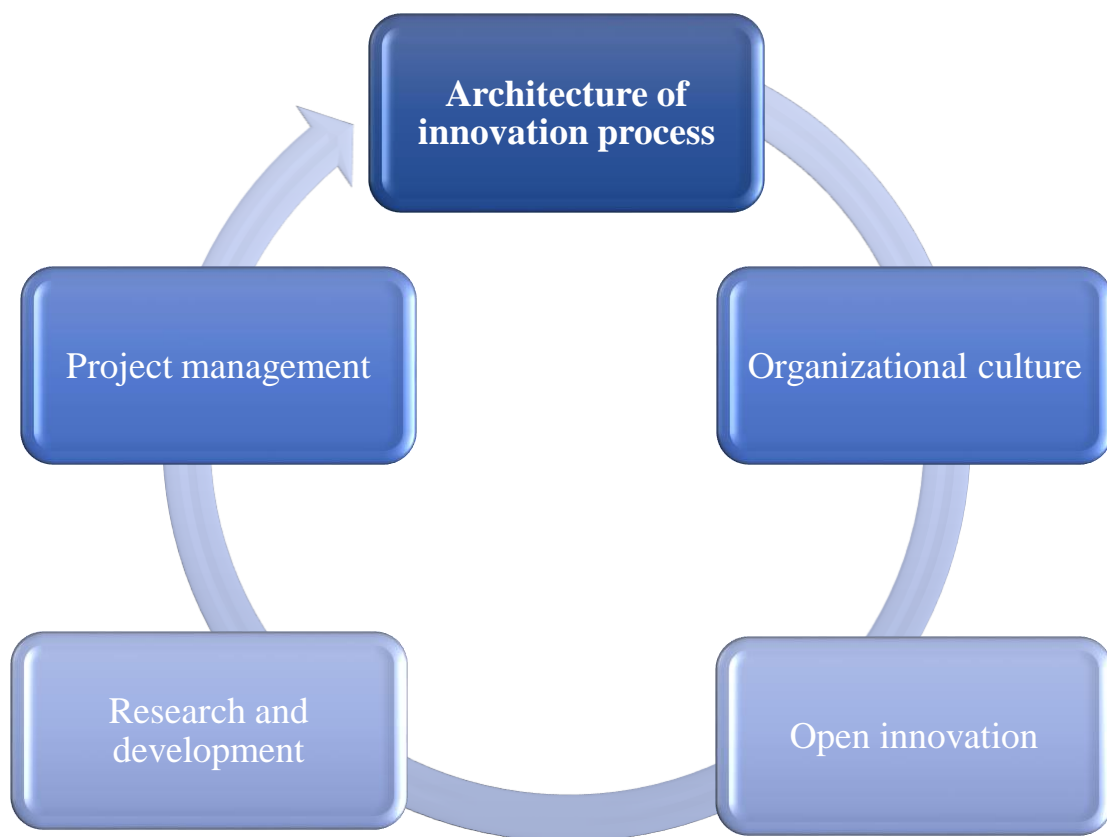 Architecture of
innovation process
Project management
Organizational culture
Research and
development
Open innovation